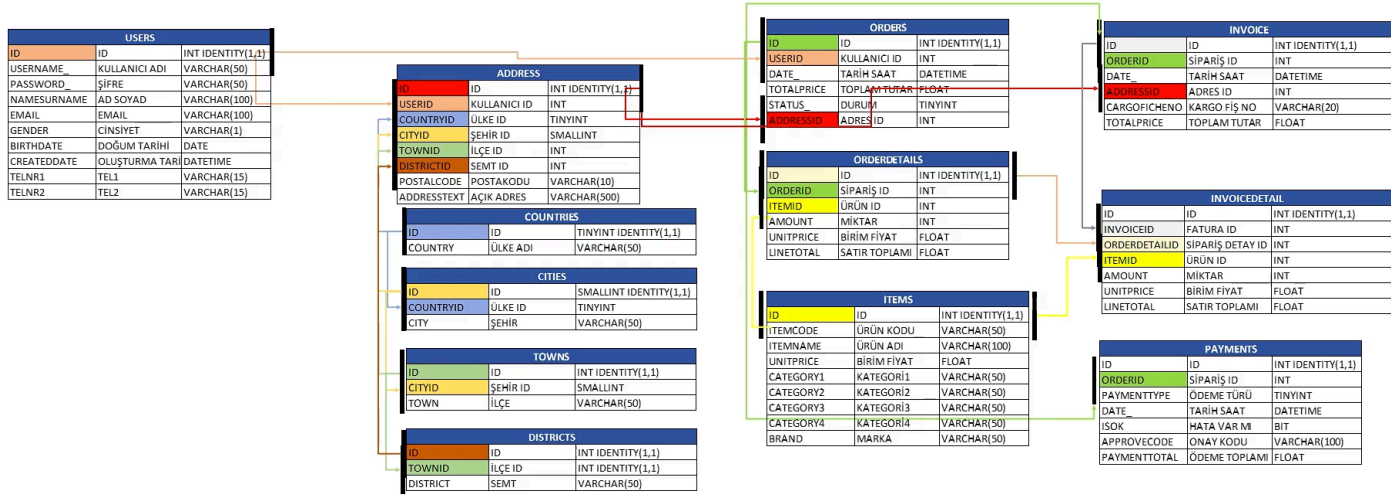 USERS
ID ID INT IDENTITY(1,1)
USERNAME_ KULLANICI ADI VARCHAR(50)
PASSWORD_ ŞİFRE VARCHAR(50)
NAMESURNAME AD SOYAD VARCHAR(100)
EMAIL EMAIL VARCHAR(100)
GENDER CİNSİYET VARCHAR(1)
BIRTHDATE DOĞUM TARİHİ DATE
CREATEDDATE OLUŞTURMA TARİ DATETIME
TELNR1 TEL1 VARCHAR(15)
TELNR2 TEL2 VARCHAR(15)
ADDRESS
ID ID INT IDENTITY(1,1)
USERID KULLANICI ID INT
COUNTRYID ÜLKE ID TINYINT
CITYID ŞEHİR ID SMALLINT
TOWNID İLÇE ID INT
DISTRICTID SEMT ID INT
POSTALCODE POSTAKODU VARCHAR(10)
ADDRESSTEXT AÇIK ADRES VARCHAR(500)
COUNTRIES
ID ID TINYINT IDENTITY(1,1)
COUNTRY ÜLKE ADI VARCHAR(50)
CITIES
ID ID SMALLINT IDENTITY(1,1)
COUNTRYID ÜLKE ID TINYINT
CITY ŞEHİR VARCHAR(50)
TOWNS
ID ID INT IDENTITY(1,1)
CITYID ŞEHİR ID SMALLINT
TOWN İLÇE VARCHAR(50)
DISTRICTS
ID ID INT IDENTITY(1,1)
TOWNID İLÇE ID INT IDENTITY(1,1)
DISTRICT SEMT VARCHAR(50)
ORDERS
ID ID INT IDENTITY(1,1)
USERID KULLANICI ID INT
DATE_ TARİH SAAT DATETIME
TOTALPRICE TOPLAM TUTAR FLOAT
STATUS_ DURUM TINYINT
ADDRESSID ADRES ID INT
ORDERDETAILS
ID ID INT IDENTITY(1,1)
ORDERID SİPARİŞ ID INT
ITEMID ÜRÜN ID INT
AMOUNT MİKTAR INT
UNITPRICE BİRİM FİYAT FLOAT
LINETOTAL SATIR TOPLAMI FLOAT
ITEMS
ID ID INT IDENTITY(1,1)
ITEMCODE ÜRÜN KODU VARCHAR(50)
ITEMNAME ÜRÜN ADI VARCHAR(100)
UNITPRICE BİRİM FİYAT FLOAT
CATEGORY1 KATEGORİ1 VARCHAR(50)
CATEGORY2 KATEGORİ2 VARCHAR(50)
CATEGORY3 KATEGORİ3 VARCHAR(50)
CATEGORY4 KATEGORİ4 VARCHAR(50)
BRAND MARKA VARCHAR(50)
INVOICE
ID ID INT IDENTITY(1,1)
ORDERID SİPARİŞ ID INT
DATE_ TARİH SAAT DATETIME
ADDRESSID ADRES ID INT
CARGOFICHENO KARGO FİŞ NO VARCHAR(20)
TOTALPRICE TOPLAM TUTAR FLOAT
INVOICEDETAIL
ID ID INT IDENTITY(1,1)
INVOICEID FATURA ID INT
ORDERDETAILID SİPARİŞ DETAY ID INT
ITEMID ÜRÜN ID INT
AMOUNT MİKTAR INT
UNITPRICE BİRİM FİYAT FLOAT
LINETOTAL SATIR TOPLAMI FLOAT
PAYMENTS
ID ID INT IDENTITY(1,1)
ORDERID SİPARİŞ ID INT
PAYMENTTYPE ÖDEME TÜRÜ TINYINT
DATE_ TARİH SAAT DATETIME
ISOK HATA VAR MI BIT
APPROVECODE ONAY KODU VARCHAR(100)
PAYMENTTOTAL ÖDEME TOPLAMI FLOAT